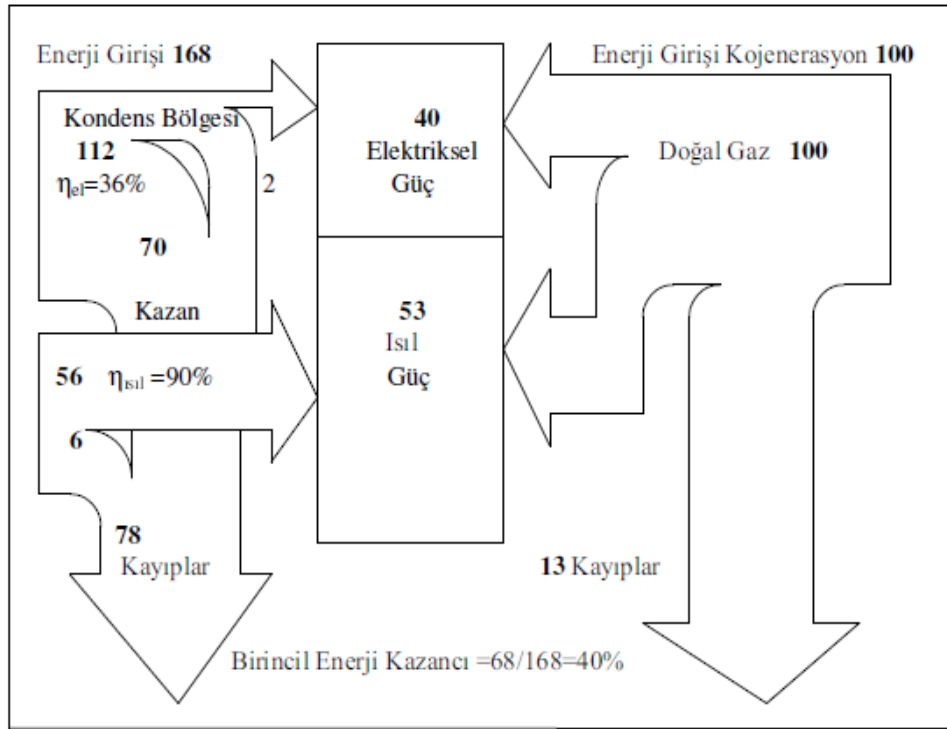 Enerji Girişi 168
Enerji Girişi Kojenerasyon 100
Kondens Bölgesi
112
ηel=36%
2
70
40
Elektriksel
Güç
Doğal Gaz 100
Kazan
56 ηısıl =90%
6
53
Isıl
Güç
78
Kayıplar
13 Kayıplar
Birincil Enerji Kazancı =68/168=40%